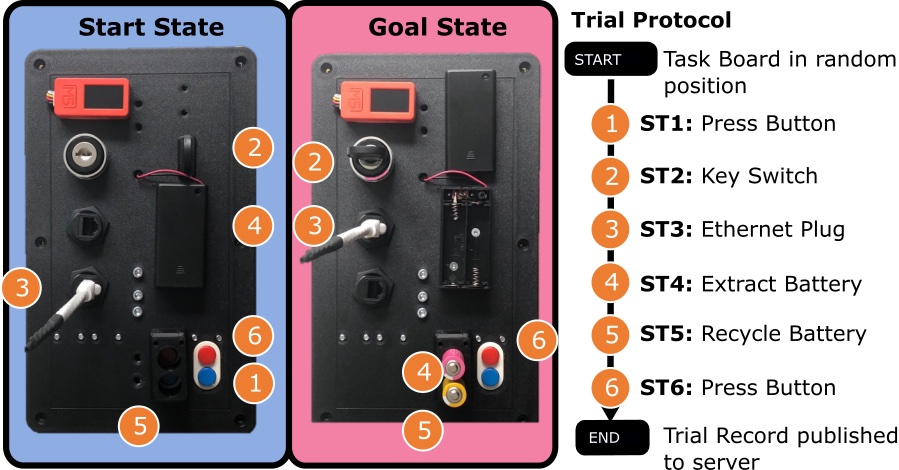 Start State
2
4
3
6
1
5
Goal State
2
3
6
4
5
Trial Protocol
START
Task Board in random
position
1 ST1: Press Button
2 ST2: Key Switch
3 ST3: Ethernet Plug
4 ST4: Extract Battery
5 ST5: Recycle Battery
6 ST6: Press Button
END
Trial Record published
to server